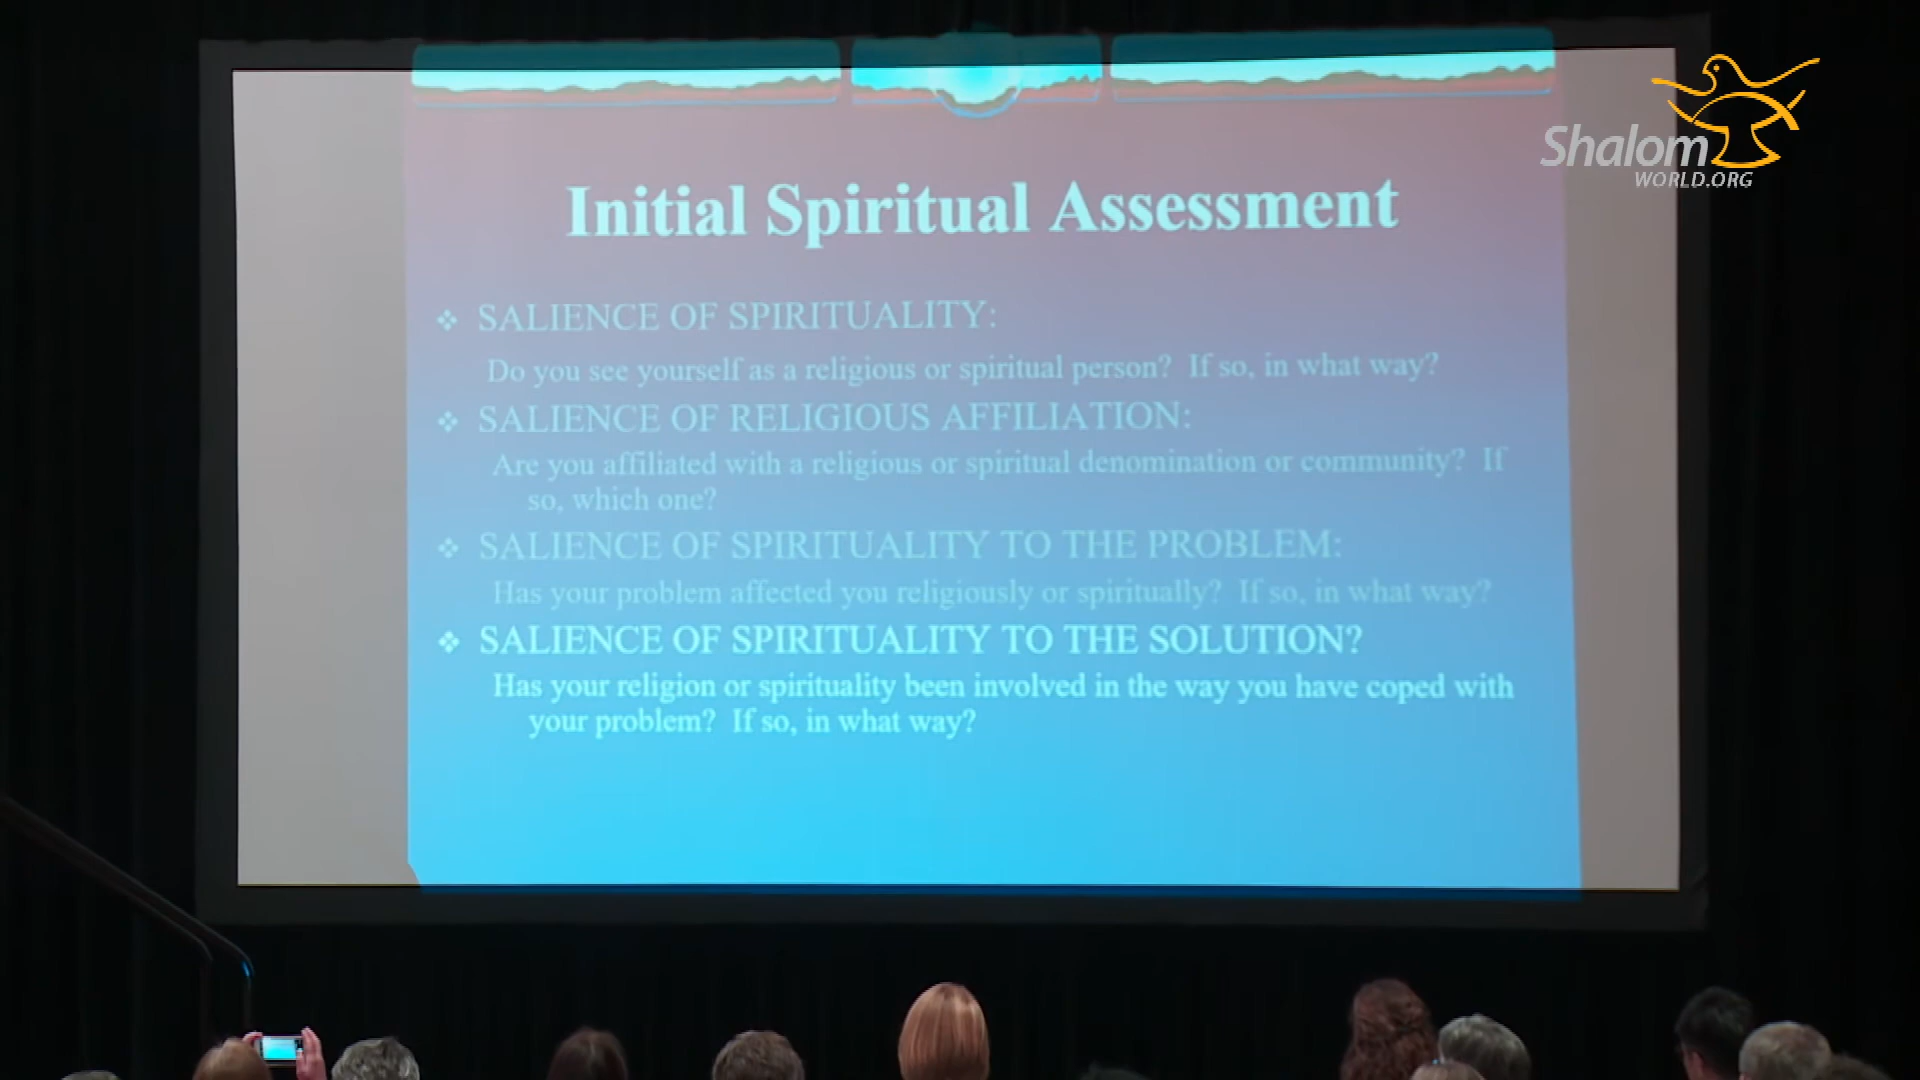 Shalom
WORLD.ORG
Initial Spiritual Assessment
❖ SALIENCE OF SPIRITUALITY:
Do you see yourself as a religious or spiritual person? If so, in what way?
❖ SALIENCE OF RELIGIOUS AFFILIATION:
Are you affiliated with a religious or spiritual denomination or community? If
so, which one?
❖ SALIENCE OF SPIRITUALITY TO THE PROBLEM:
Has your problem affected you religiously or spiritually? If so, in what way?
❖ SALIENCE OF SPIRITUALITY TO THE SOLUTION?
Has your religion or spirituality been involved in the way you have coped with
your problem? If so, in what way?